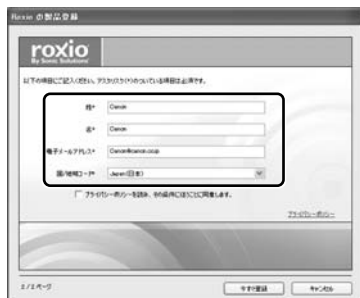 Roxio の製品登録
roxio
By Sonic Solutions
以下の項目にご記入ください。アスタリスク(*)のついている項目は必須です。
姓* Canon
名* Canon
電子メールアドレス* Canon@canon.co.jp
国/地域コード* Japan (日本)
プライバシーポリシーを読み、その条件に従うことに同意します。
プライバシーポリシー
2/2ページ 今すぐ登録 キャンセル